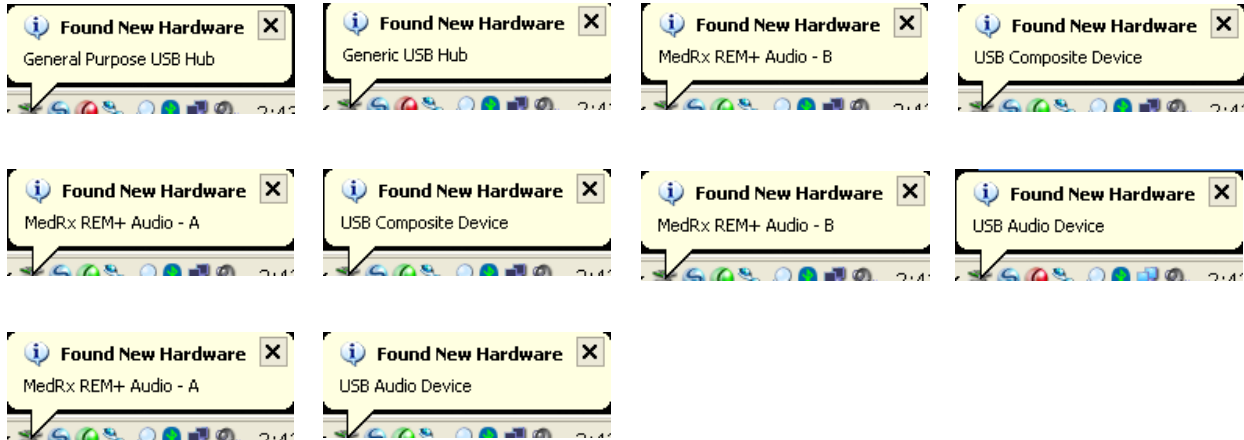 Found New Hardware
General Purpose USB Hub
Found New Hardware
Generic USB Hub
Found New Hardware
MedRx REM+ Audio - B
Found New Hardware
USB Composite Device
Found New Hardware
MedRx REM+ Audio - A
Found New Hardware
USB Composite Device
Found New Hardware
MedRx REM+ Audio - B
Found New Hardware
USB Audio Device
Found New Hardware
MedRx REM+ Audio - A
Found New Hardware
USB Audio Device